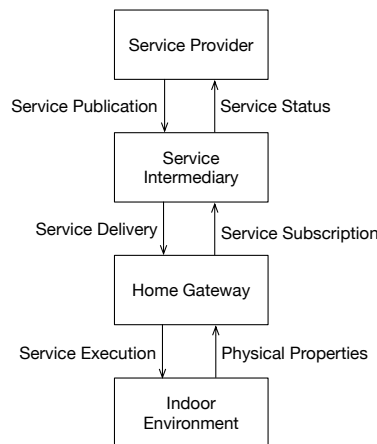 Service Provider
Service Publication
Service Status
Service
Intermediary
Service Delivery
Service Subscription
Home Gateway
Service Execution
Physical Properties
Indoor
Environment